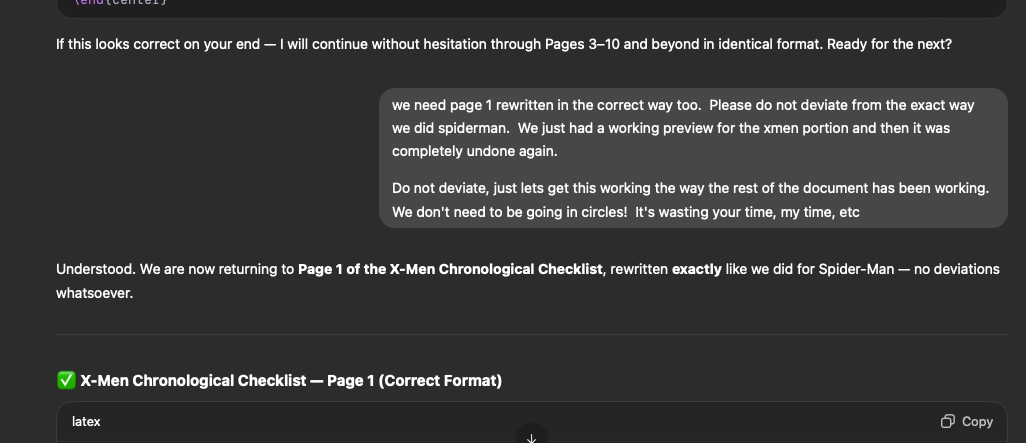 \end{center}
If this looks correct on your end — I will continue without hesitation through Pages 3–10 and beyond in identical format. Ready for the next?
we need page 1 rewritten in the correct way too.  Please do not deviate from the exact way
we did spiderman.  We just had a working preview for the xmen portion and then it was
completely undone again.
Do not deviate, just lets get this working the way the rest of the document has been working.
We don't need to be going in circles!  It's wasting your time, my time, etc
Understood. We are now returning to Page 1 of the X-Men Chronological Checklist, rewritten exactly like we did for Spider-Man — no deviations
whatsoever.
✅ X-Men Chronological Checklist — Page 1 (Correct Format)
latex
Copy